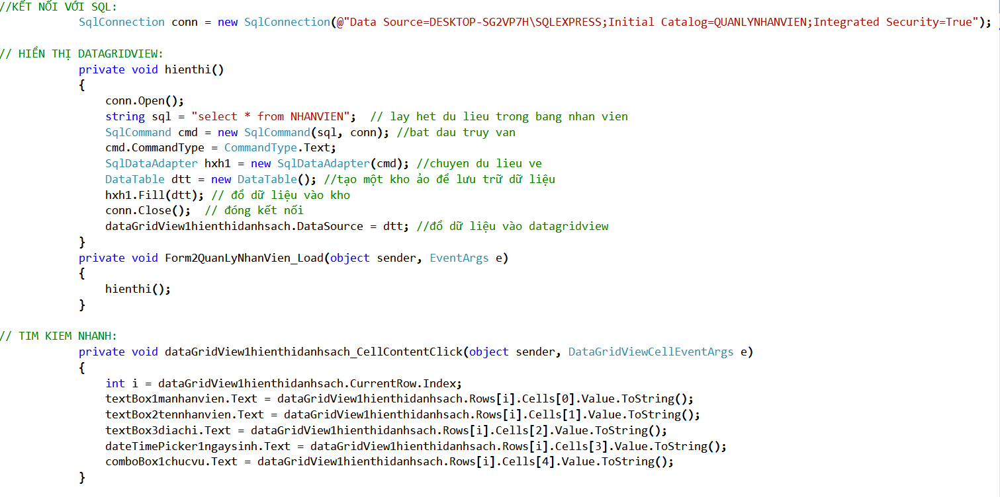 //KẾT NỐI VỚI SQL:
SqlConnection conn = new SqlConnection(@"Data Source=DESKTOP-SG2VP7H\SQLEXPRESS;Initial Catalog=QUANLYNHANVIEN;Integrated Security=True");
// HIỂN THỊ DATAGRIDVIEW:
private void hienthi()
{
conn.Open();
string sql = "select * from NHANVIEN";  // lay het du lieu trong bang nhan vien
SqlCommand cmd = new SqlCommand(sql, conn); //bat dau truy van
cmd.CommandType = CommandType.Text;
SqlDataAdapter hxh1 = new SqlDataAdapter(cmd); //chuyen du lieu ve
DataTable dtt = new DataTable(); //tạo một kho ảo để lưu trữ dữ liệu
hxh1.Fill(dtt); // đổ dữ liệu vào kho
conn.Close();  // đóng kết nối
dataGridView1hienthidanhsach.DataSource = dtt; //đổ dữ liệu vào datagridview
}
private void Form2QuanLyNhanVien_Load(object sender, EventArgs e)
{
hienthi();
}
// TIM KIEM NHANH:
private void dataGridView1hienthidanhsach_CellContentClick(object sender, DataGridViewCellEventArgs e)
{
int i = dataGridView1hienthidanhsach.CurrentRow.Index;
textBox1manhanvien.Text = dataGridView1hienthidanhsach.Rows[i].Cells[0].Value.ToString();
textBox2tennhanvien.Text = dataGridView1hienthidanhsach.Rows[i].Cells[1].Value.ToString();
textBox3diachi.Text = dataGridView1hienthidanhsach.Rows[i].Cells[2].Value.ToString();
dateTimePicker1ngaysinh.Text = dataGridView1hienthidanhsach.Rows[i].Cells[3].Value.ToString();
comboBox1chucvu.Text = dataGridView1hienthidanhsach.Rows[i].Cells[4].Value.ToString();
}